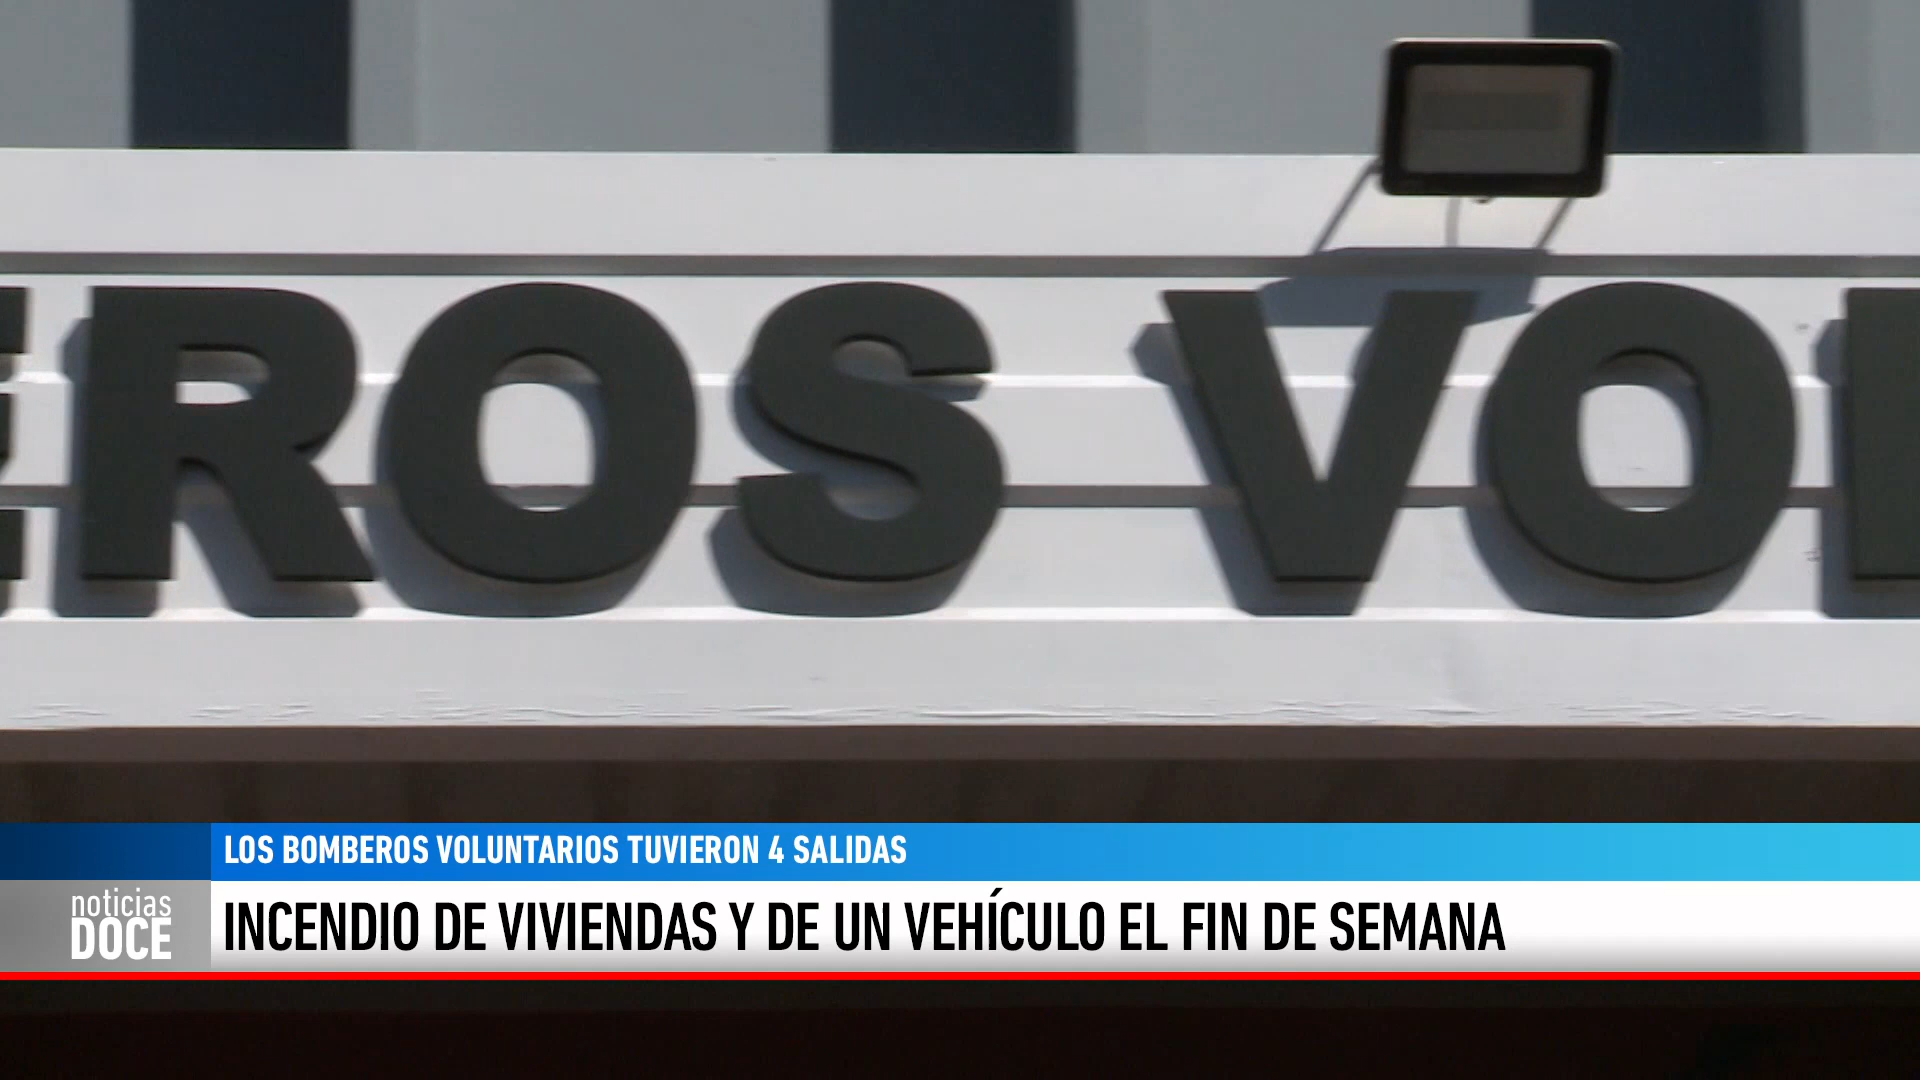 EROS VOL
LOS BOMBEROS VOLUNTARIOS TUVIERON 4 SALIDAS
noticias
DOCE
INCENDIO DE VIVIENDAS Y DE UN VEHÍCULO EL FIN DE SEMANA